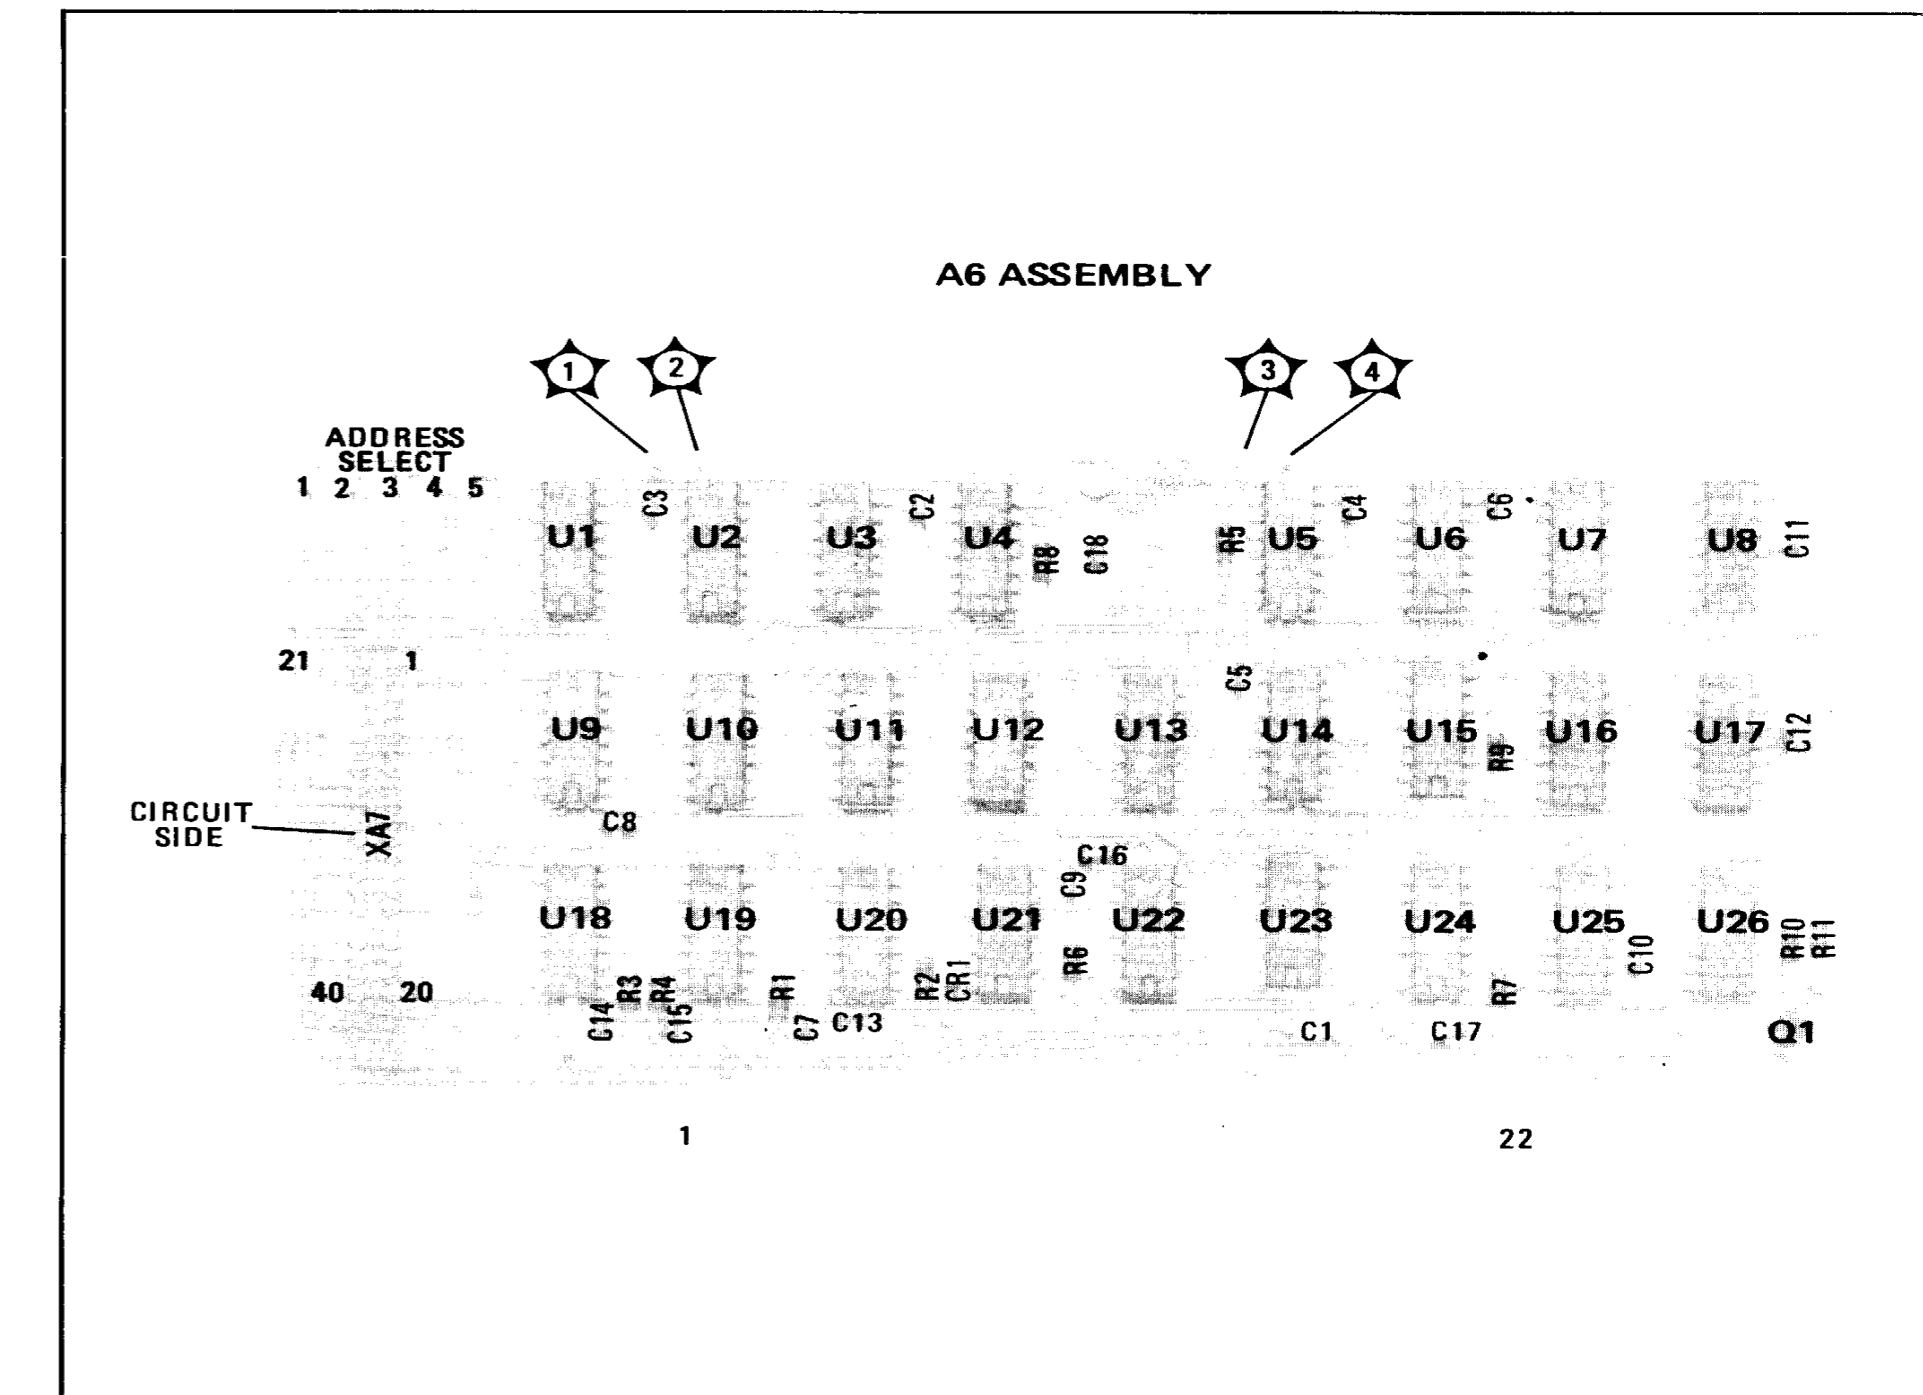 A6 ASSEMBLY
1 2 3 4
ADDRESS
SELECT
1 2 3 4 5
C3 C2 C4 C6
U1 U2 U3 U4 R8 C18 R5 U5 U6 U7 U8 C11
21 1
C5
U9 U10 U11 U12 U13 U14 U15 R9 U16 U17 C12
CIRCUIT
SIDE
XA7
C8
C16
C9
U18 U19 U20 U21 U22 U23 U24 U25 U26
R6 C10 R10 R11
40 20 R3 R4 R1 R2 CR1 R7
C14 C15 C7 C13 C1 C17 Q1
1 22